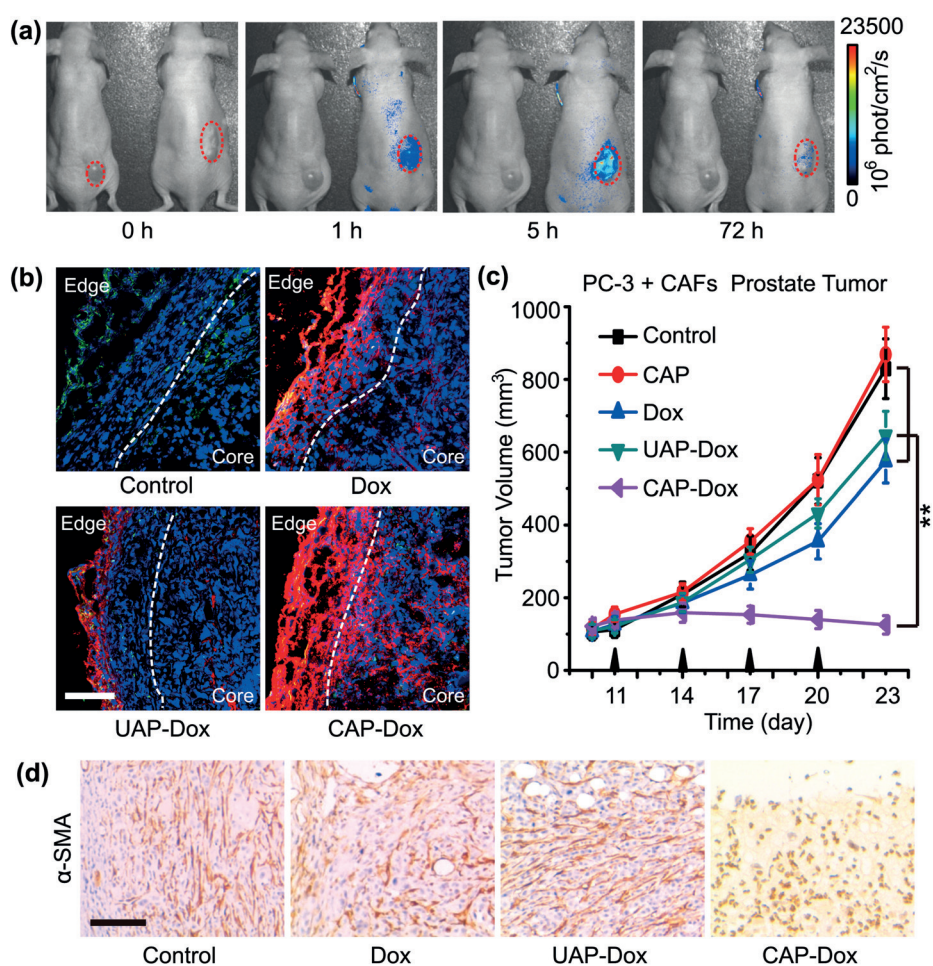 (a)
23500
10⁶ phot/cm²/s
0
0 h
1 h
5 h
72 h
(b)
Edge
Core
Control
Edge
Core
Dox
Edge
Core
UAP-Dox
Edge
Core
CAP-Dox
(c)
PC-3 + CAFs Prostate Tumor
Tumor Volume (mm³)
1000
800
600
400
200
0
Control
CAP
Dox
UAP-Dox
CAP-Dox
**
11
14
17
20
23
Time (day)
(d)
α-SMA
Control
Dox
UAP-Dox
CAP-Dox